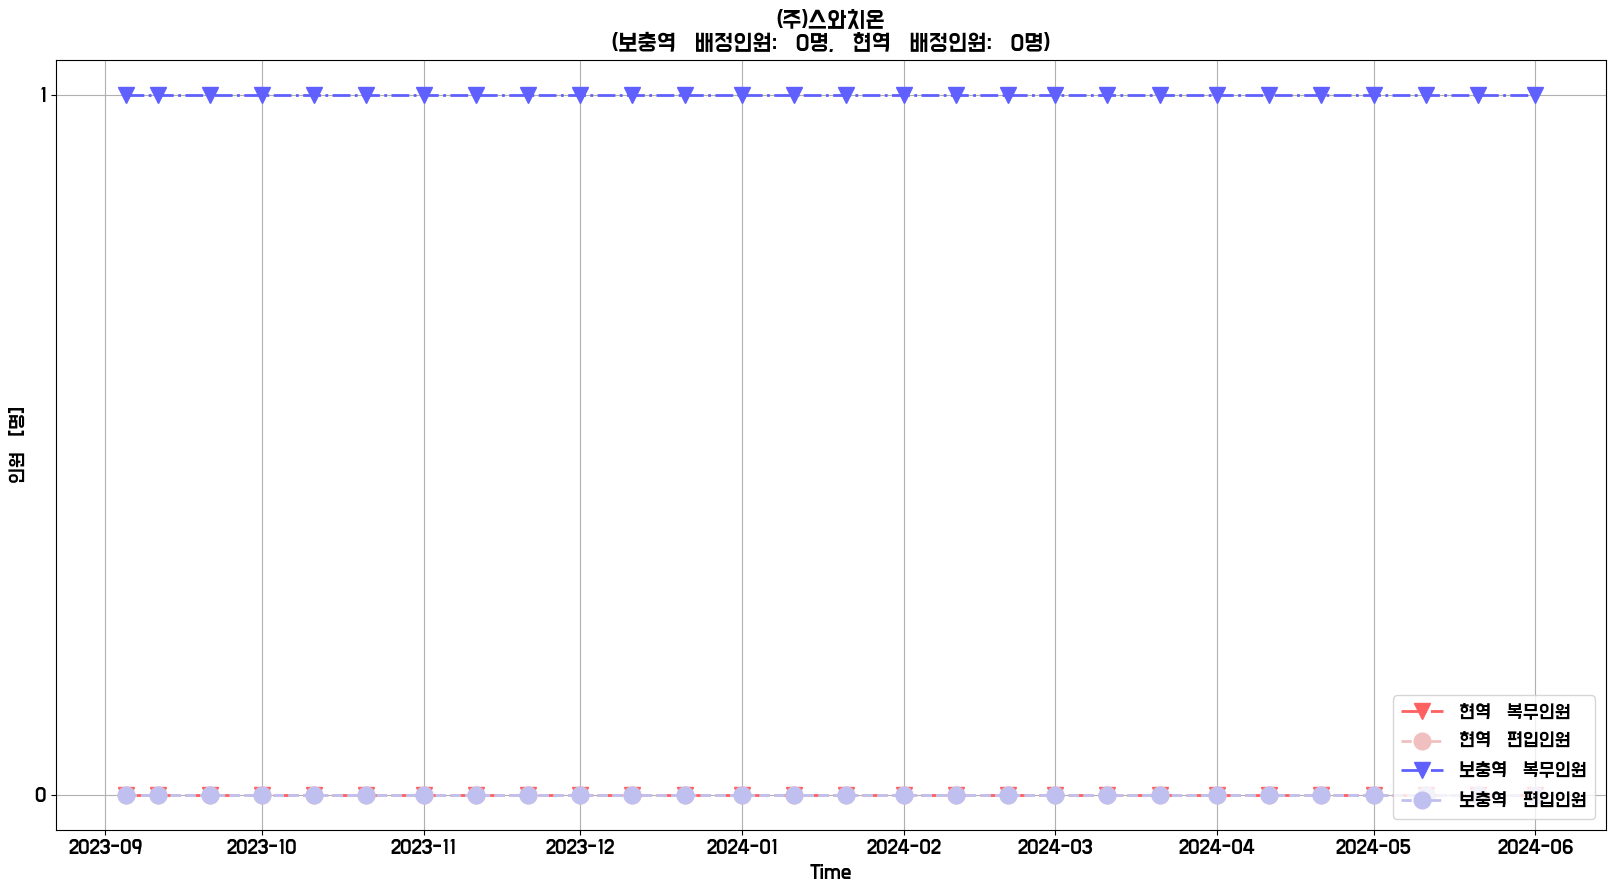 (주)스와치온
(보충역 배정인원: 0명, 현역 배정인원: 0명)
1
인원 [명]
0
현역 복무인원
현역 편입인원
보충역 복무인원
보충역 편입인원
2023-09 2023-10 2023-11 2023-12 2024-01 2024-02 2024-03 2024-04 2024-05 2024-06
Time